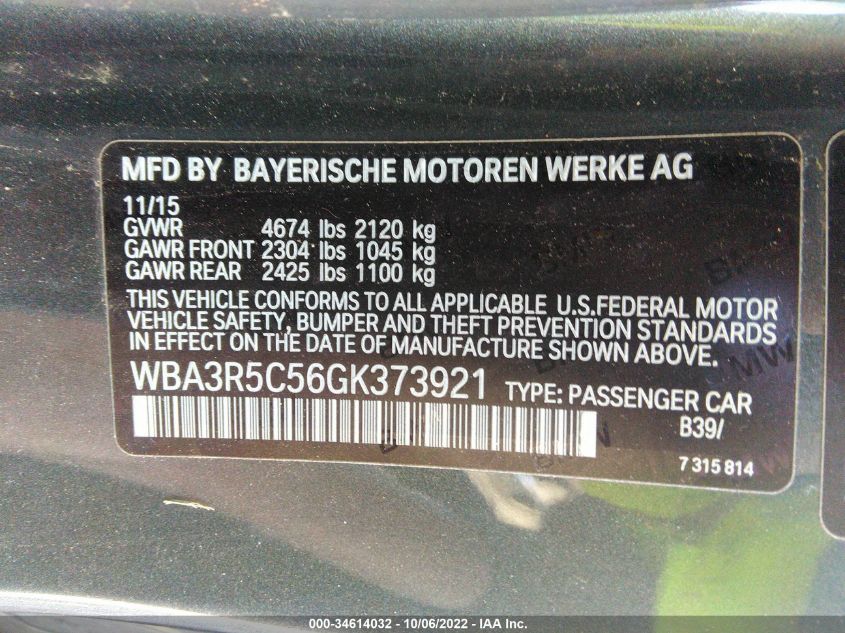 MFD BY BAYERISCHE MOTOREN WERKE AG
11/15
GVWR 4674 lbs 2120 kg
GAWR FRONT 2304 lbs 1045 kg
GAWR REAR 2425 lbs 1100 kg
THIS VEHICLE CONFORMS TO ALL APPLICABLE U.S.FEDERAL MOTOR
VEHICLE SAFETY, BUMPER AND THEFT PREVENTION STANDARDS
IN EFFECT ON THE DATE OF MANUFACTURE SHOWN ABOVE.
WBA3R5C56GK373921 TYPE: PASSENGER CAR
B39/
7 315 814
000-34614032 - 10/06/2022 - IAA Inc.